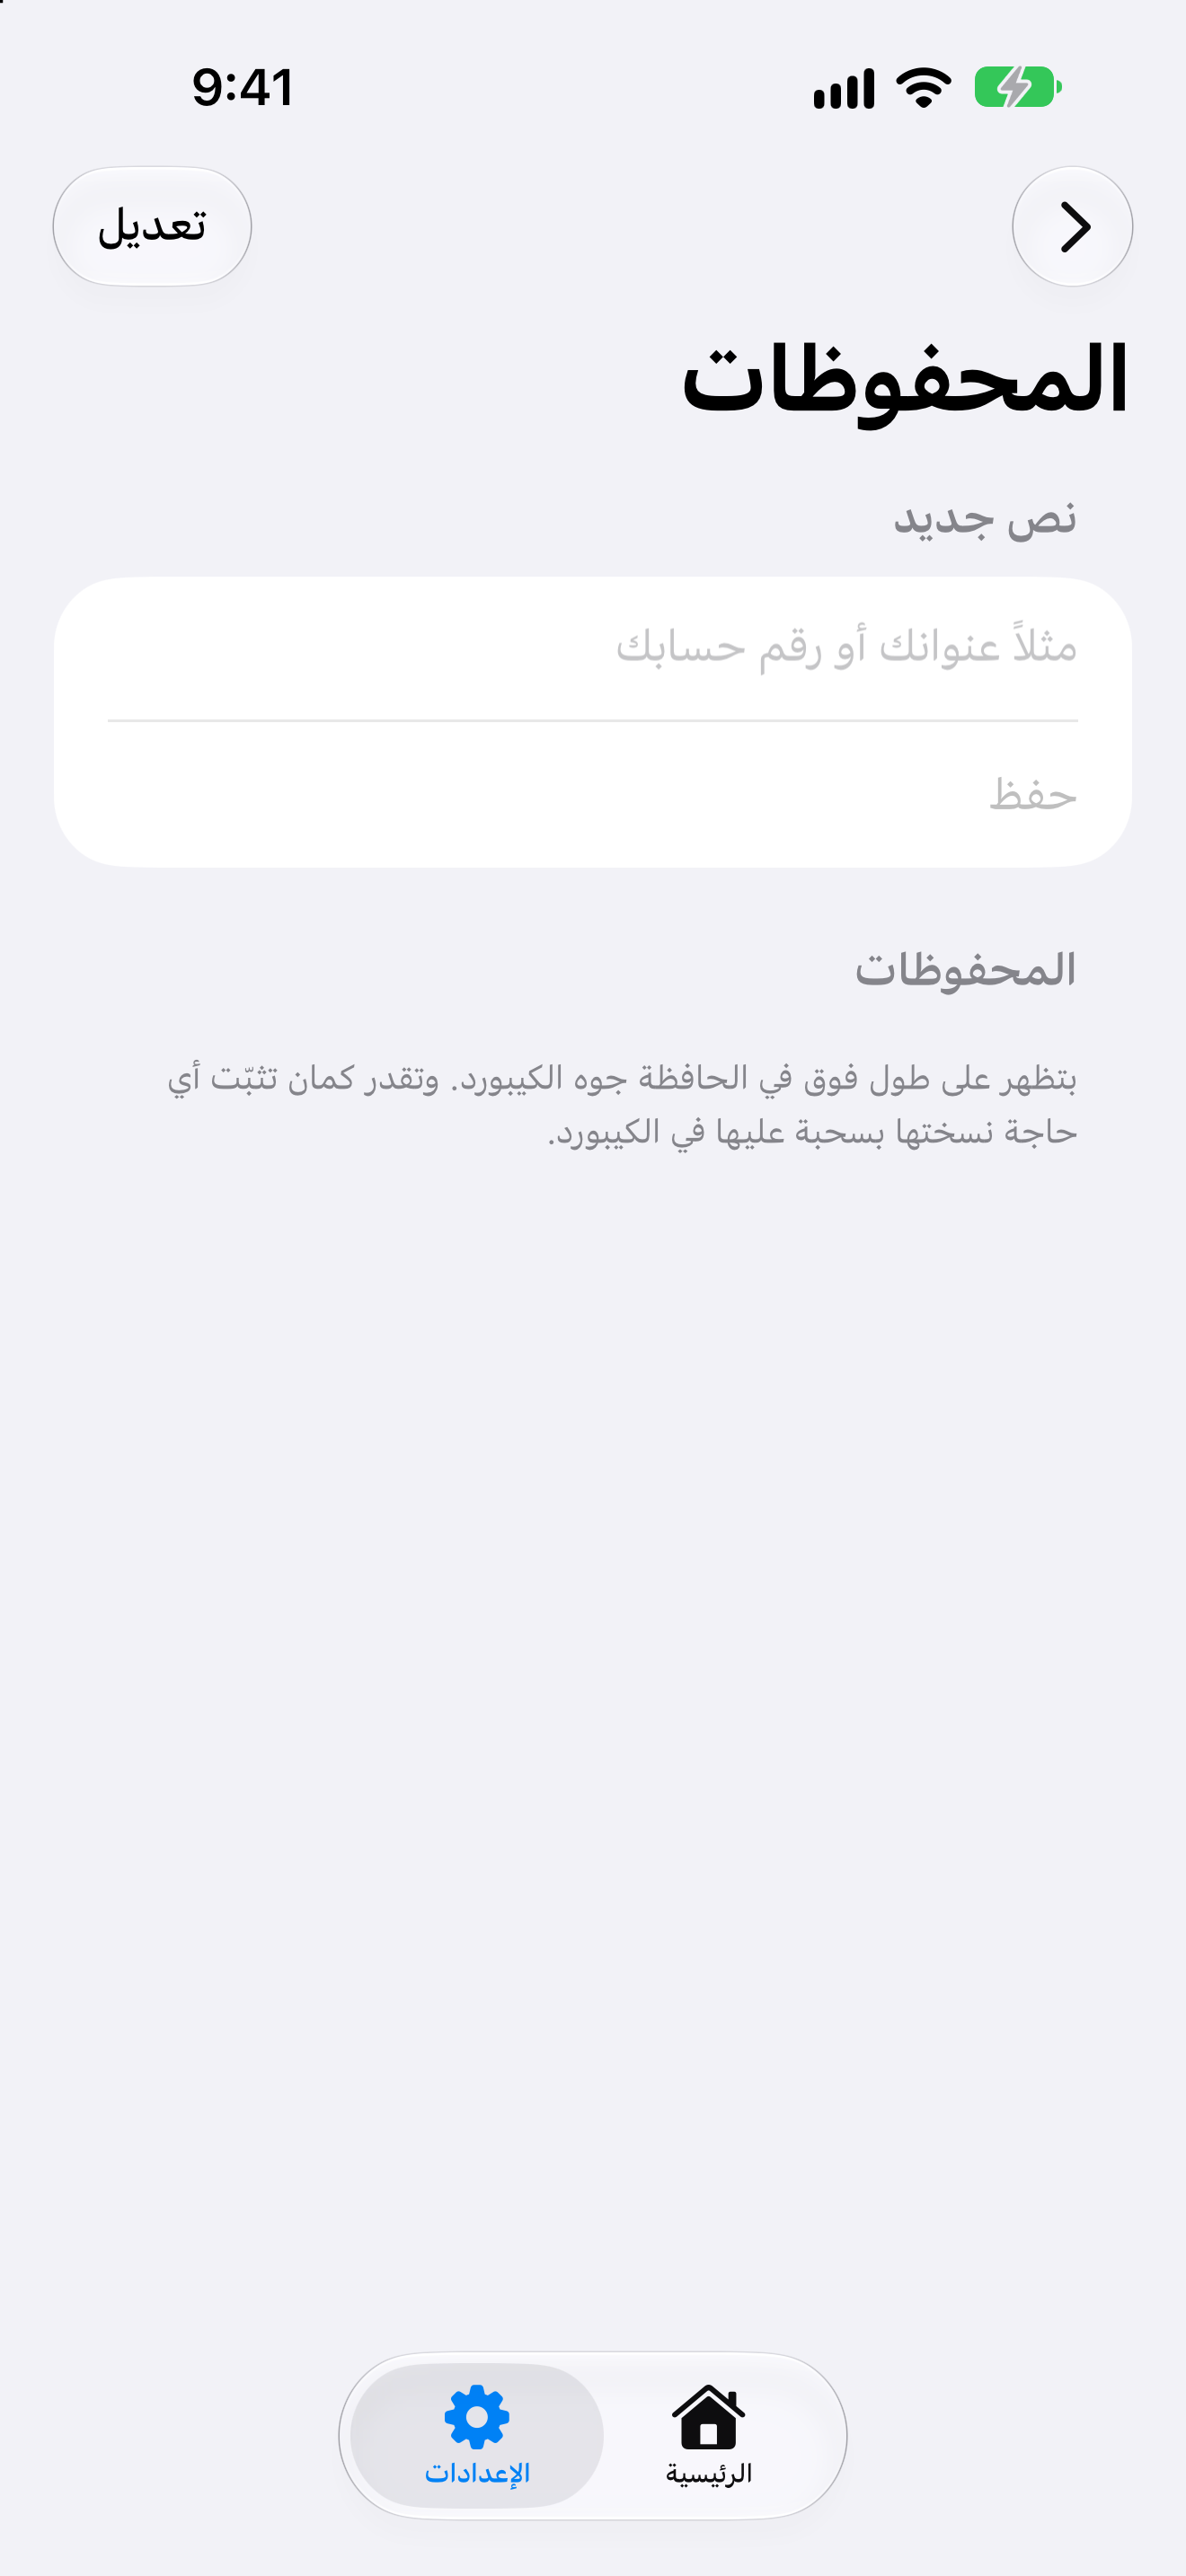 9:41
تعديل
المحفوظات
نص جديد
مثلاً عنوانك أو رقم حسابك
حفظ
المحفوظات
بتظهر على طول فوق في الحافظة جوه الكيبورد. وتقدر كمان تثبّت أي
حاجة نسختها بسحبة عليها في الكيبورد.
الرئيسية
الإعدادات